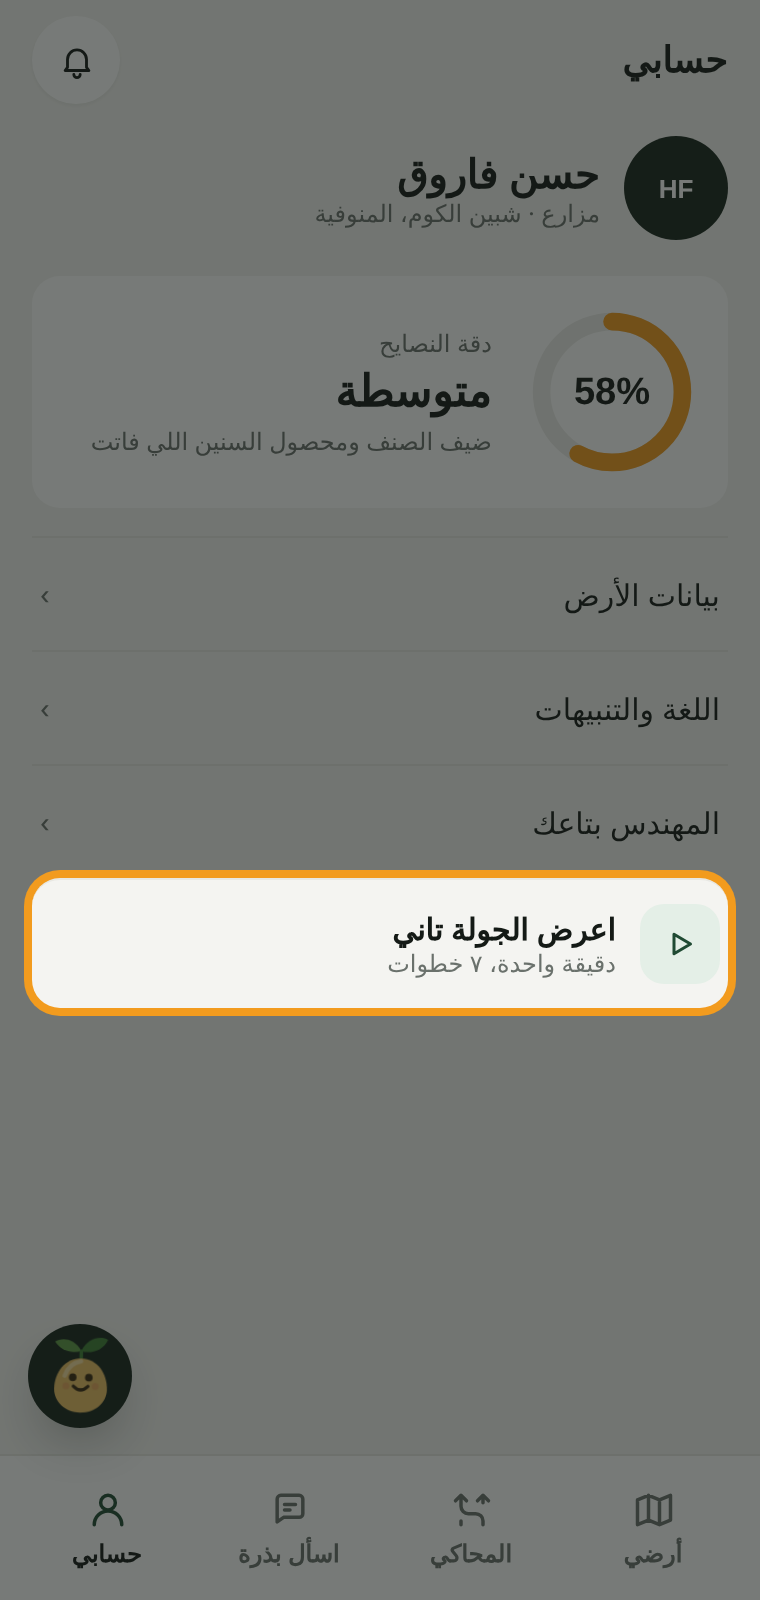 حسابي
حسن فاروق
HF
مزارع · شبين الكوم، المنوفية
دقة النصايح
58%
متوسطة
ضيف الصنف ومحصول السنين اللي فاتت
بيانات الأرض
اللغة والتنبيهات
المهندس بتاعك
اعرض الجولة تاني
دقيقة واحدة، ٧ خطوات
أرضي
المحاكي
اسأل بذرة
حسابي